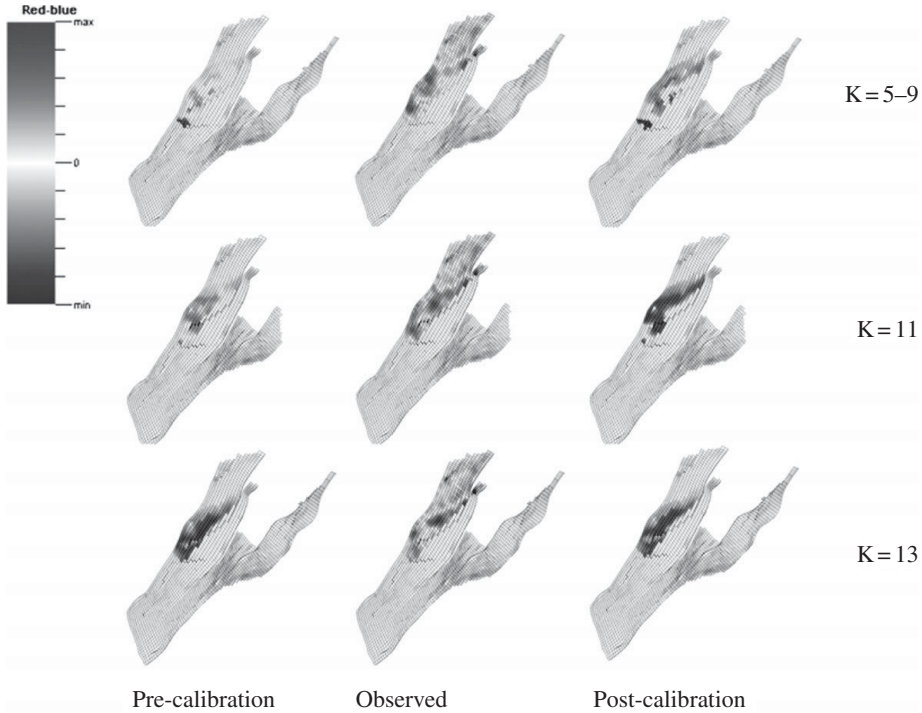 Red-blue
max
0
min
K = 5–9
K = 11
K = 13
Pre-calibration Observed Post-calibration